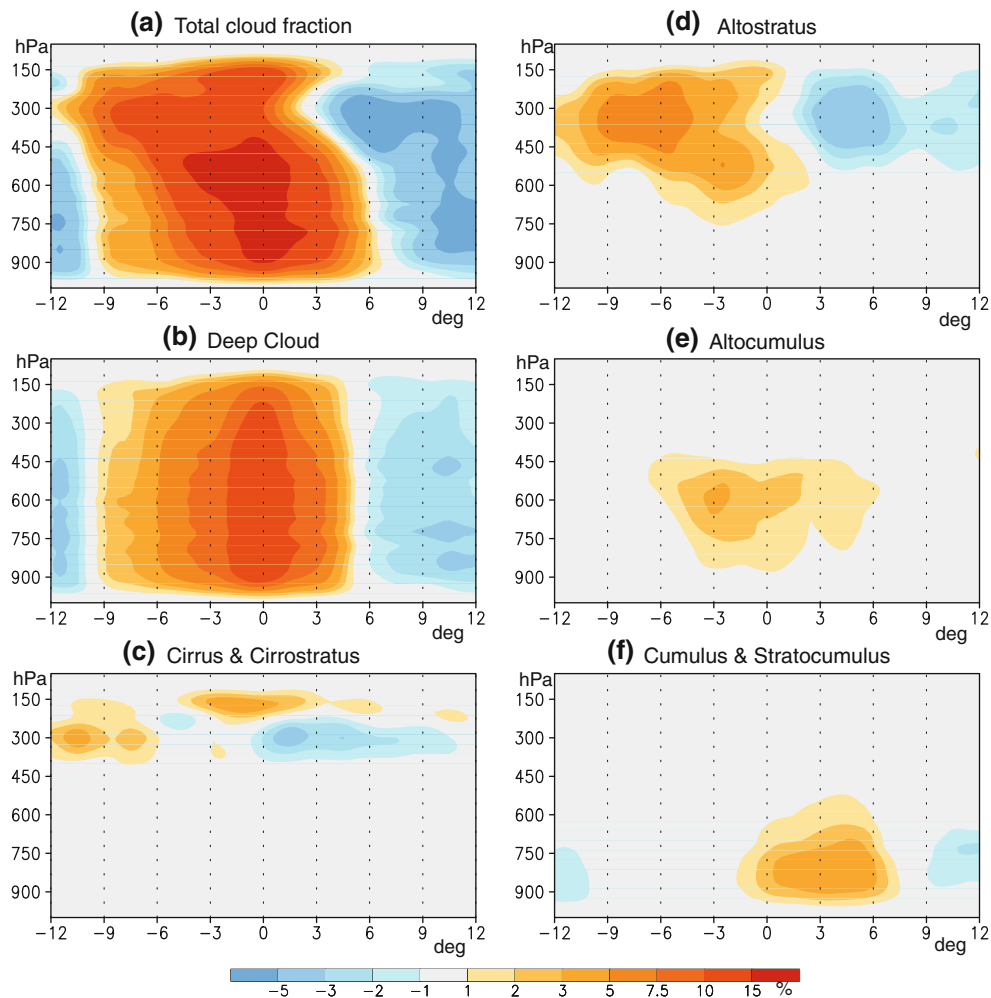 (a) Total cloud fraction
hPa
150
300
450
600
750
900
-12 -9 -6 -3 0 3 6 9 12
deg
(d) Altostratus
hPa
150
300
450
600
750
900
-12 -9 -6 -3 0 3 6 9 12
deg
(b) Deep Cloud
hPa
150
300
450
600
750
900
-12 -9 -6 -3 0 3 6 9 12
deg
(e) Altocumulus
hPa
150
300
450
600
750
900
-12 -9 -6 -3 0 3 6 9 12
deg
(c) Cirrus & Cirrostratus
hPa
150
300
450
600
750
900
-12 -9 -6 -3 0 3 6 9 12
deg
(f) Cumulus & Stratocumulus
hPa
150
300
450
600
750
900
-12 -9 -6 -3 0 3 6 9 12
deg
-5 -3 -2 -1 1 2 3 5 7.5 10 15 %